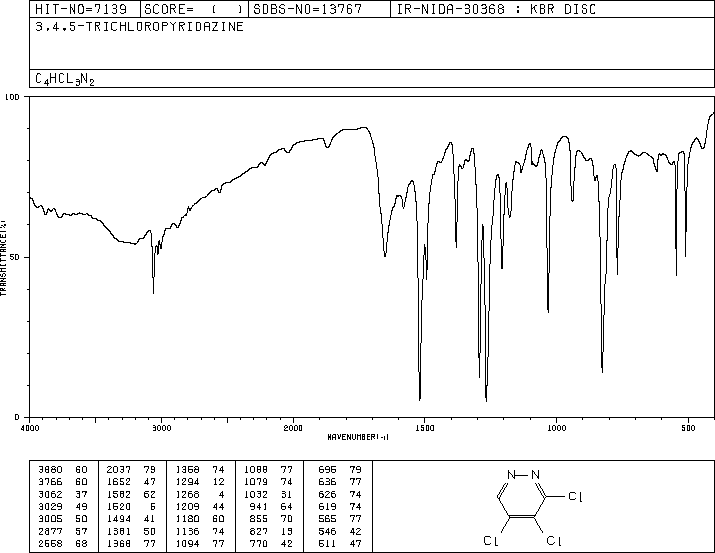 HIT-NO=7139 SCORE= ( ) SDBS-NO=13767 IR-NIDA-30368 : KBR DISC
3,4,5-TRICHLOROPYRIDAZINE
C4HCL3N2
100
50
0
TRANSMITTANCE(%)
4000 3000 2000 1500 1000 500
WAVENUMBER(-1)
3880 60 2037 79 1358 74 1088 77 695 79
3766 60 1652 47 1294 12 1079 74 636 77
3062 37 1582 62 1268 4 1032 31 626 74
3029 49 1520 5 1209 44 941 64 619 74
3005 50 1494 41 1180 60 855 70 565 77
2877 57 1381 50 1136 74 827 13 546 42
2558 68 1368 77 1094 77 770 42 511 47
N N
Cl
Cl Cl